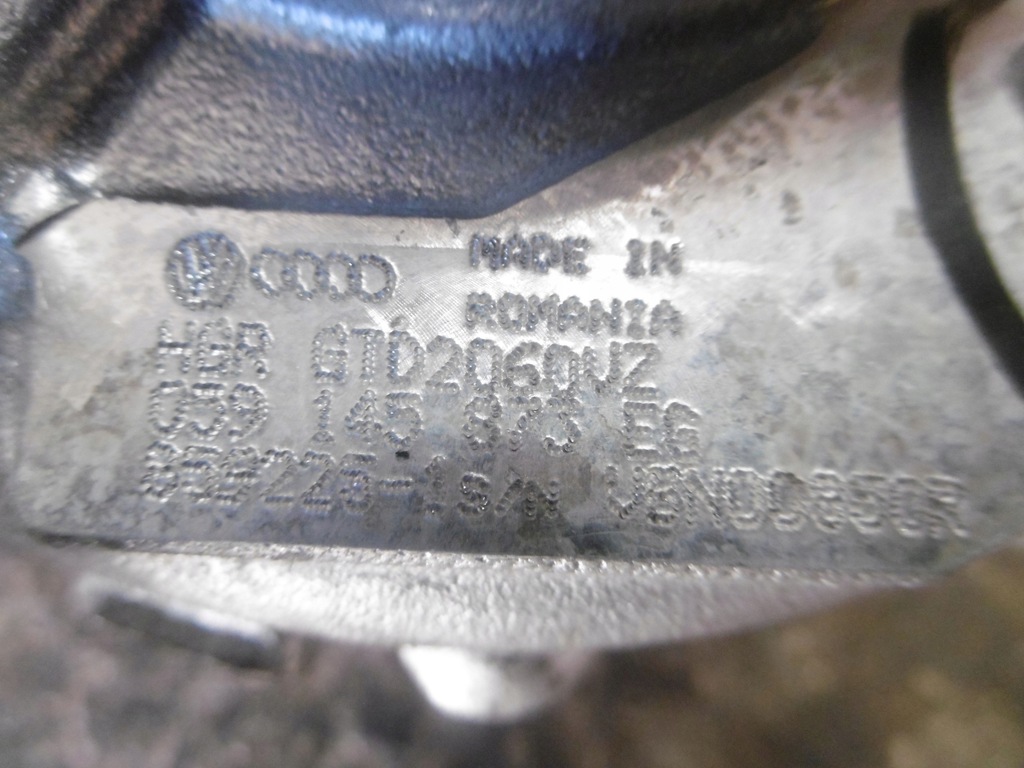 MADE IN
ROMANIA
HGR GTD2060VZ
059 145 873 EG
S/N